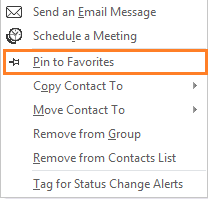 Send an Email Message
Schedule a Meeting
Pin to Favorites
Copy Contact To
Move Contact To
Remove from Group
Remove from Contacts List
Tag for Status Change Alerts